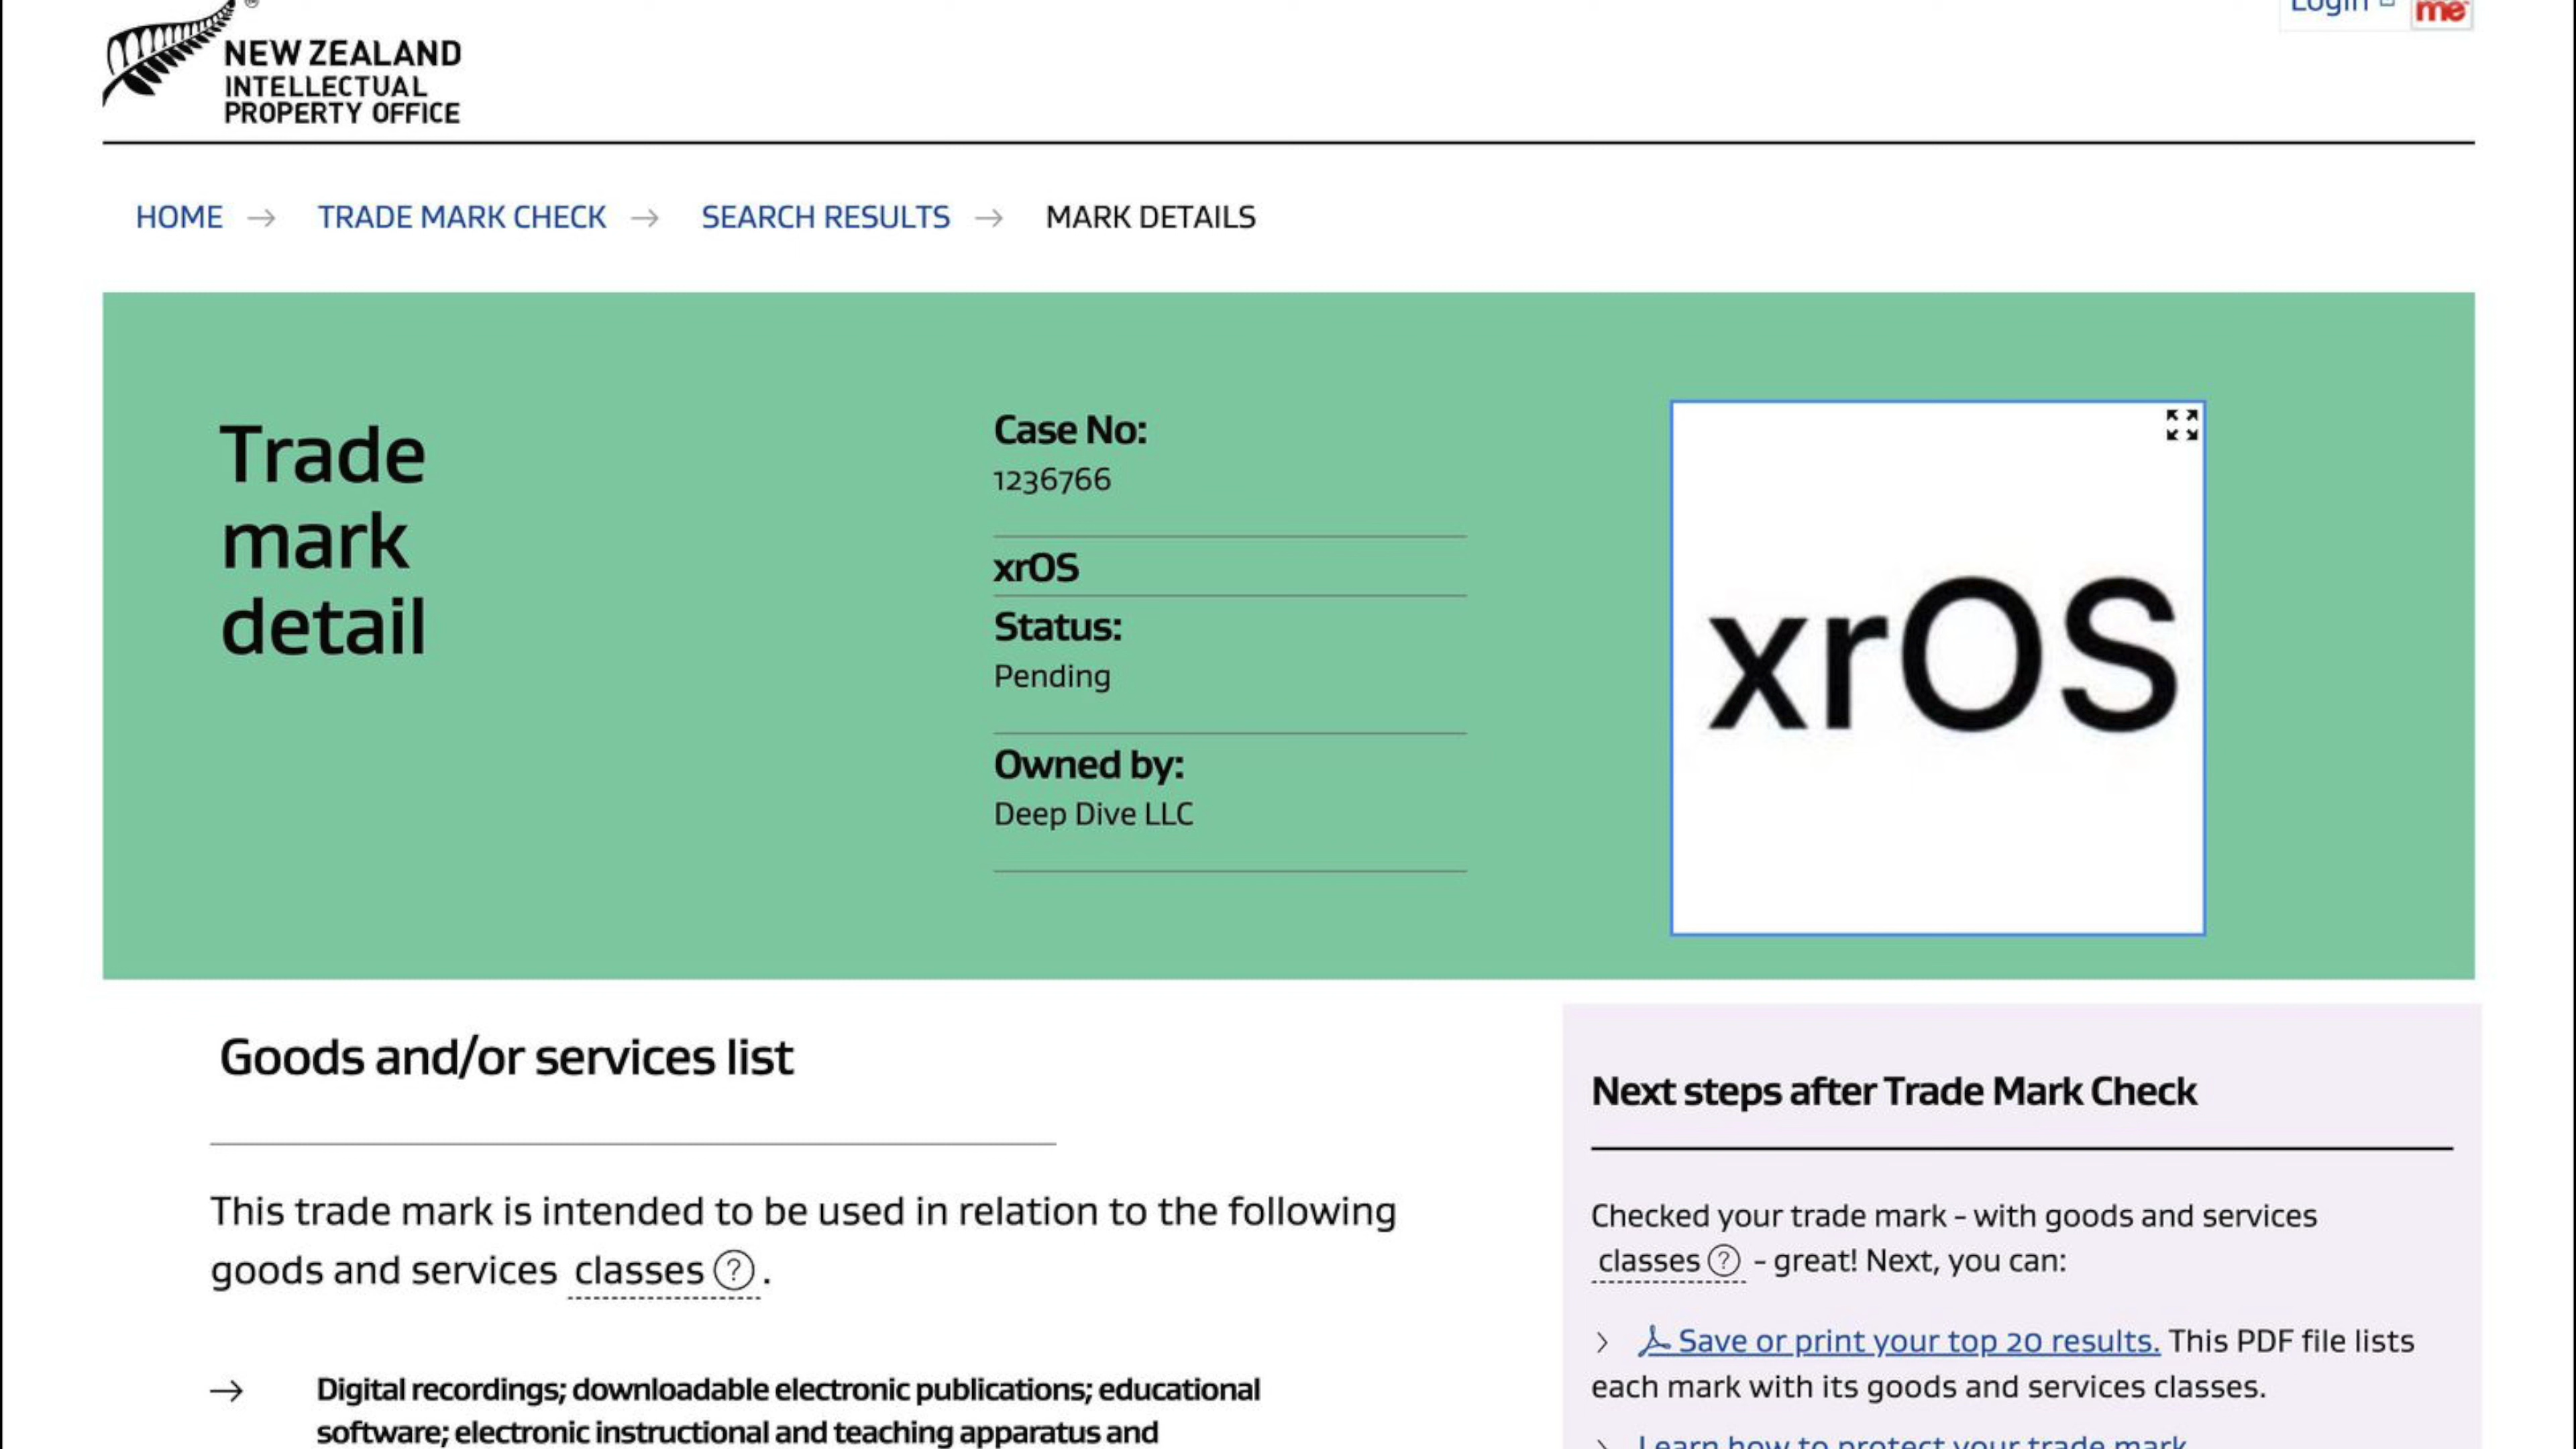 Login
me
NEW ZEALAND
INTELLECTUAL
PROPERTY OFFICE
HOME → TRADE MARK CHECK → SEARCH RESULTS → MARK DETAILS
Trade
mark
detail
Case No:
1236766
xrOS
Status:
Pending
Owned by:
Deep Dive LLC
xrOS
Goods and/or services list
This trade mark is intended to be used in relation to the following
goods and services classes ? .
→ Digital recordings; downloadable electronic publications; educational
software; electronic instructional and teaching apparatus and
Next steps after Trade Mark Check
Checked your trade mark - with goods and services
classes ? - great! Next, you can:
> Save or print your top 20 results. This PDF file lists
each mark with its goods and services classes.
> Learn how to protect your trade mark